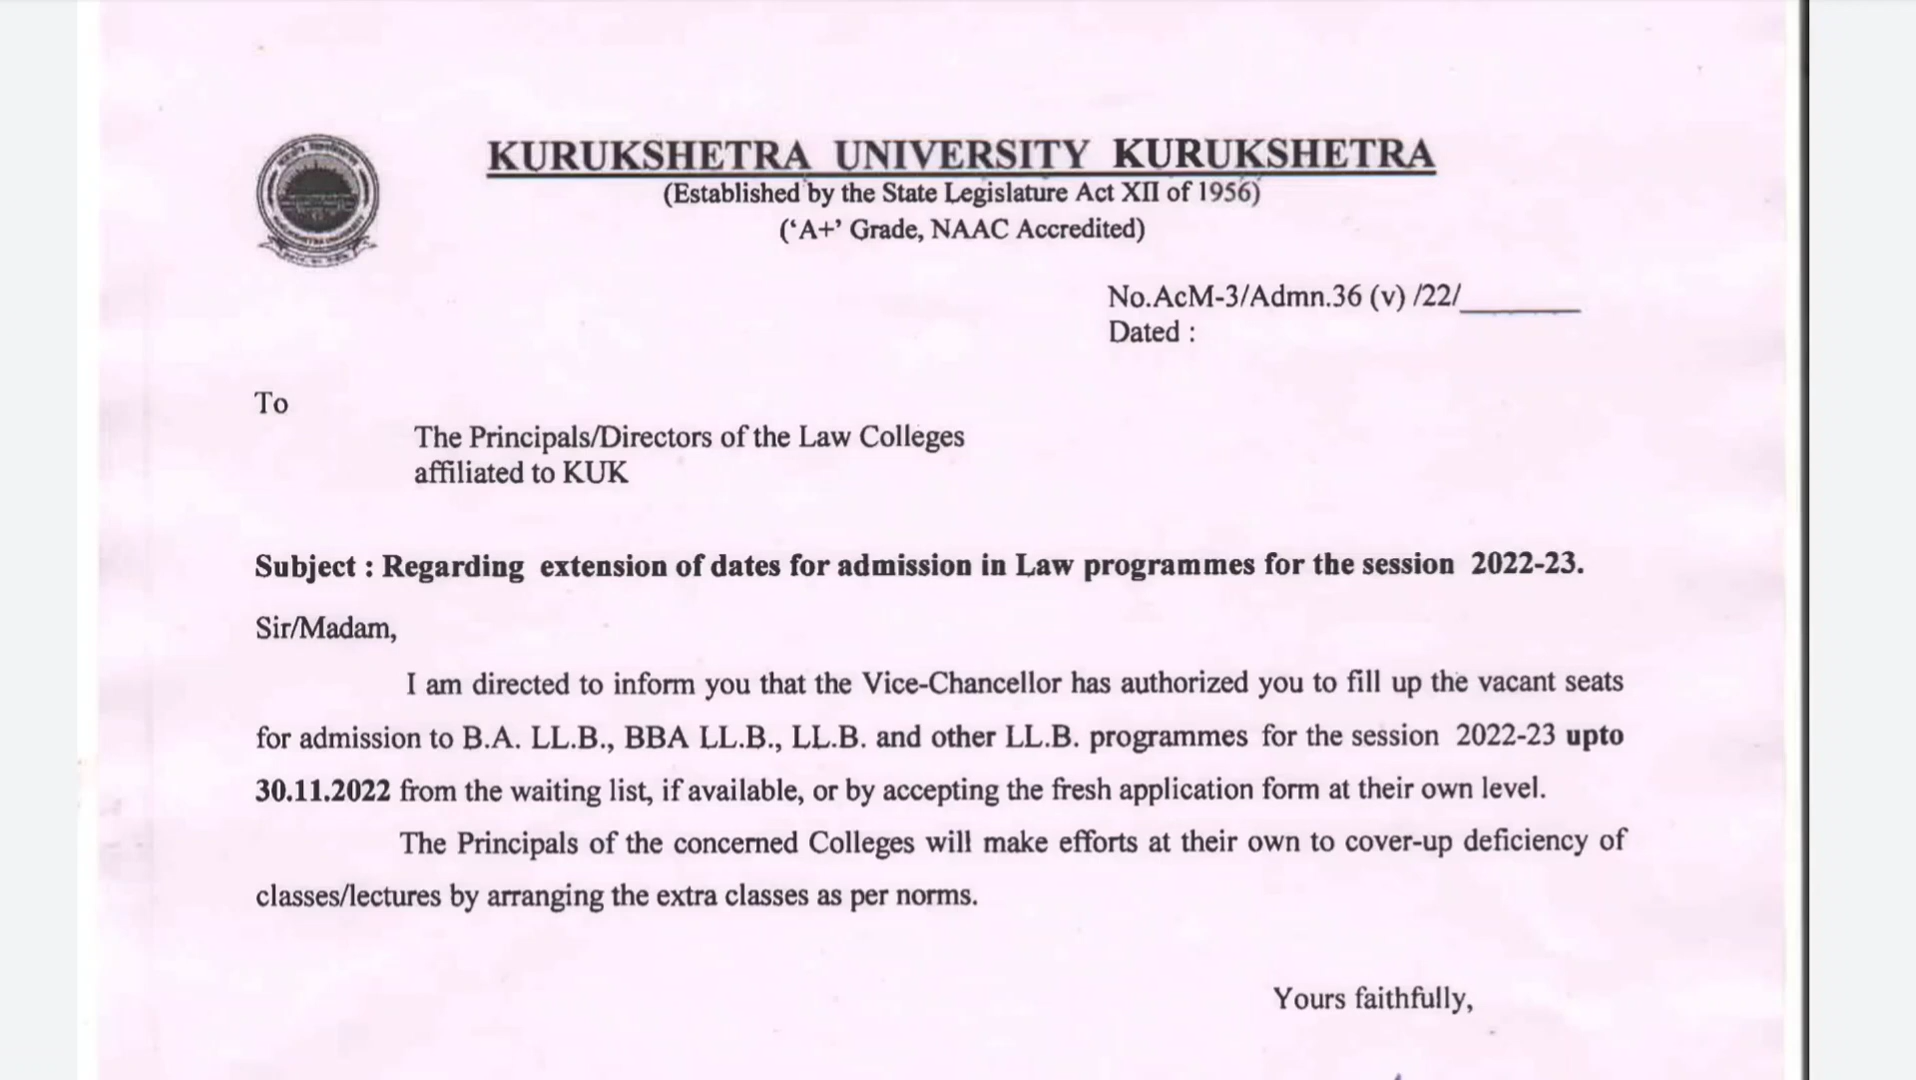 KURUKSHETRA UNIVERSITY KURUKSHETRA
(Established by the State Legislature Act XII of 1956)
(‘A+’ Grade, NAAC Accredited)
No.AcM-3/Admn.36 (v) /22/________
Dated :
To
The Principals/Directors of the Law Colleges
affiliated to KUK
Subject : Regarding extension of dates for admission in Law programmes for the session 2022-23.
Sir/Madam,
I am directed to inform you that the Vice-Chancellor has authorized you to fill up the vacant seats
for admission to B.A. LL.B., BBA LL.B., LL.B. and other LL.B. programmes for the session 2022-23 upto
30.11.2022 from the waiting list, if available, or by accepting the fresh application form at their own level.
The Principals of the concerned Colleges will make efforts at their own to cover-up deficiency of
classes/lectures by arranging the extra classes as per norms.
Yours faithfully,